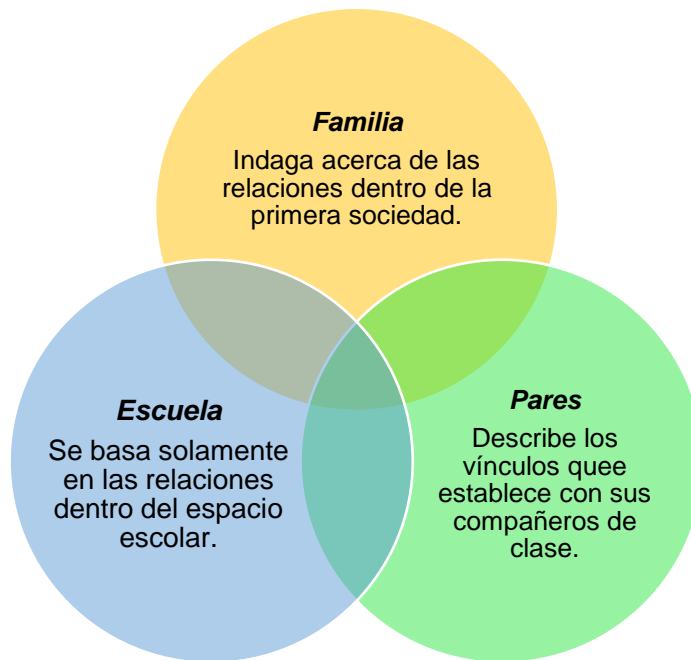 Familia
Indaga acerca de las
relaciones dentro de la
primera sociedad.
Escuela
Se basa solamente
en las relaciones
dentro del espacio
escolar.
Pares
Describe los
vínculos quee
establece con sus
compañeros de
clase.